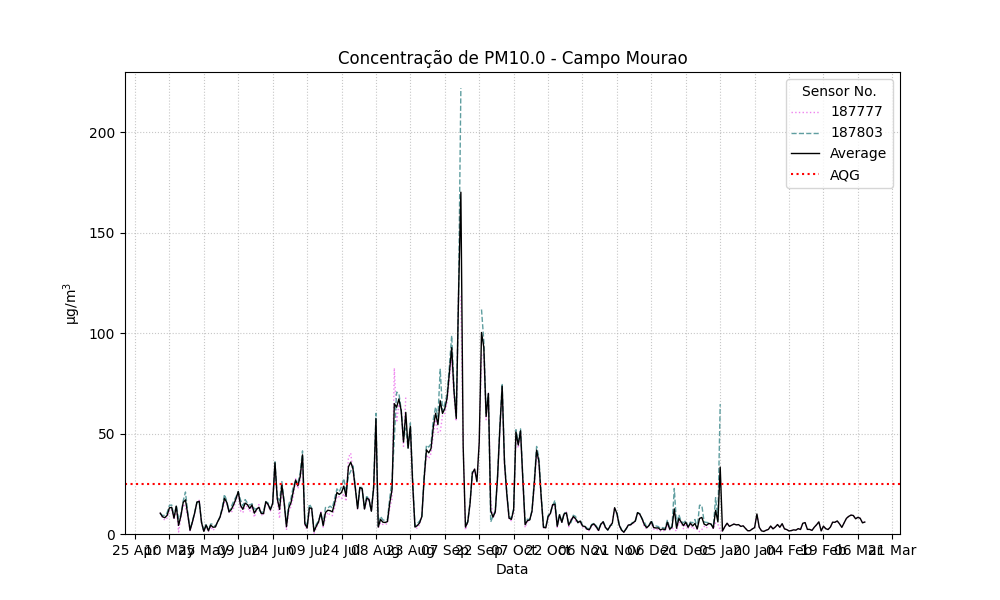 Concentração de PM10.0 - Campo Mourao
Sensor No.
187777
187803
Average
AQG
µg/m³
200
150
100
50
0
25 Apr 10 May 25 May 09 Jun 24 Jun 09 Jul 24 Jul 08 Aug 23 Aug 07 Sep 22 Sep 07 Oct 22 Oct 06 Nov 21 Nov 06 Dec 21 Dec 05 Jan 20 Jan 04 Feb 19 Feb 06 Mar 21 Mar
Data